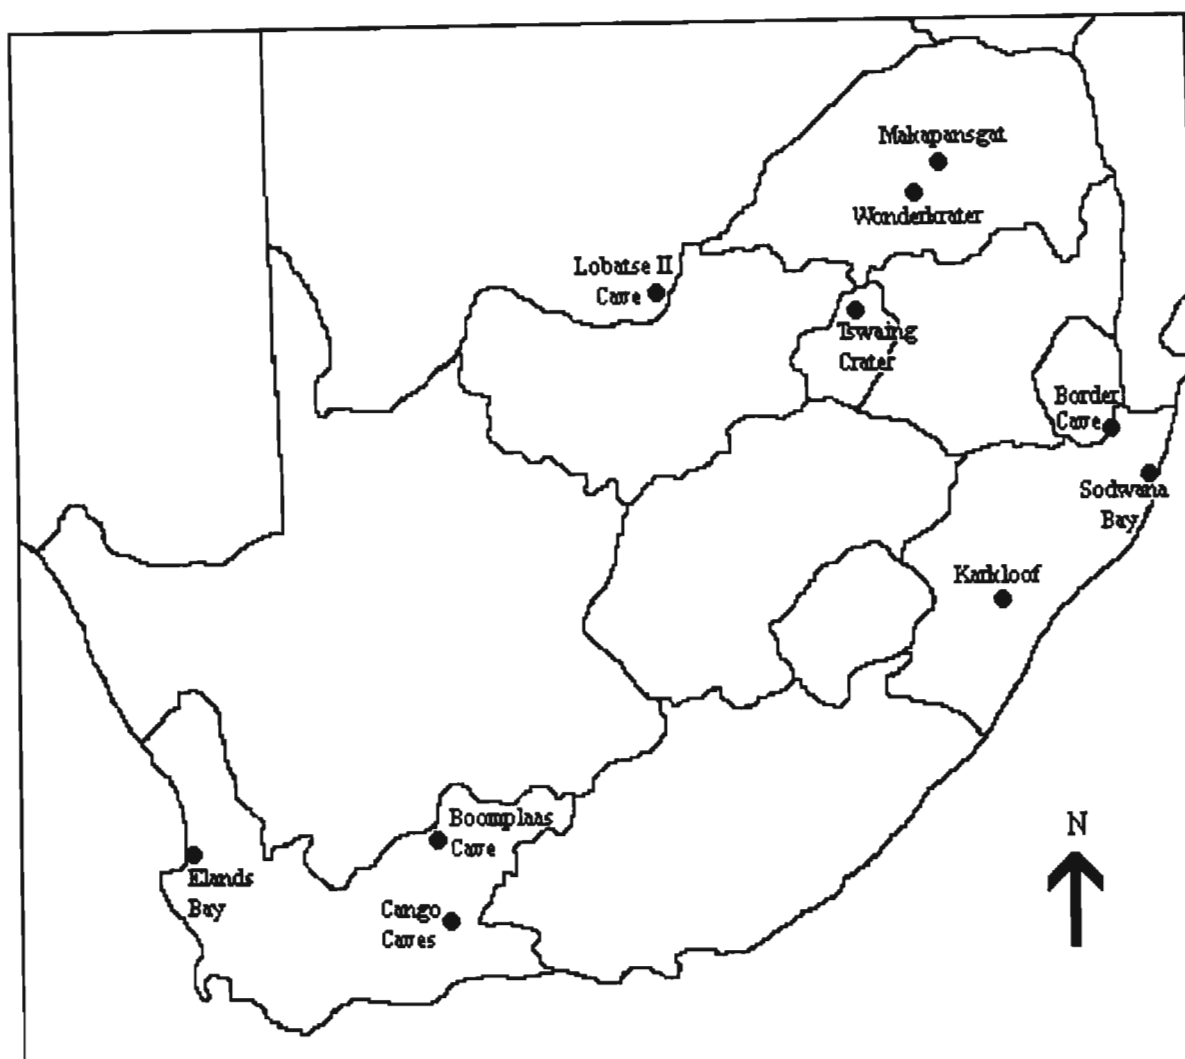 Makapansgat
Wonderkrater
Lobatse II
Cave
Tswaing
Crater
Border
Cave
Sodwana
Bay
Karkloof
Boomplaas
Cave
Elands
Bay
Cango
Caves
N